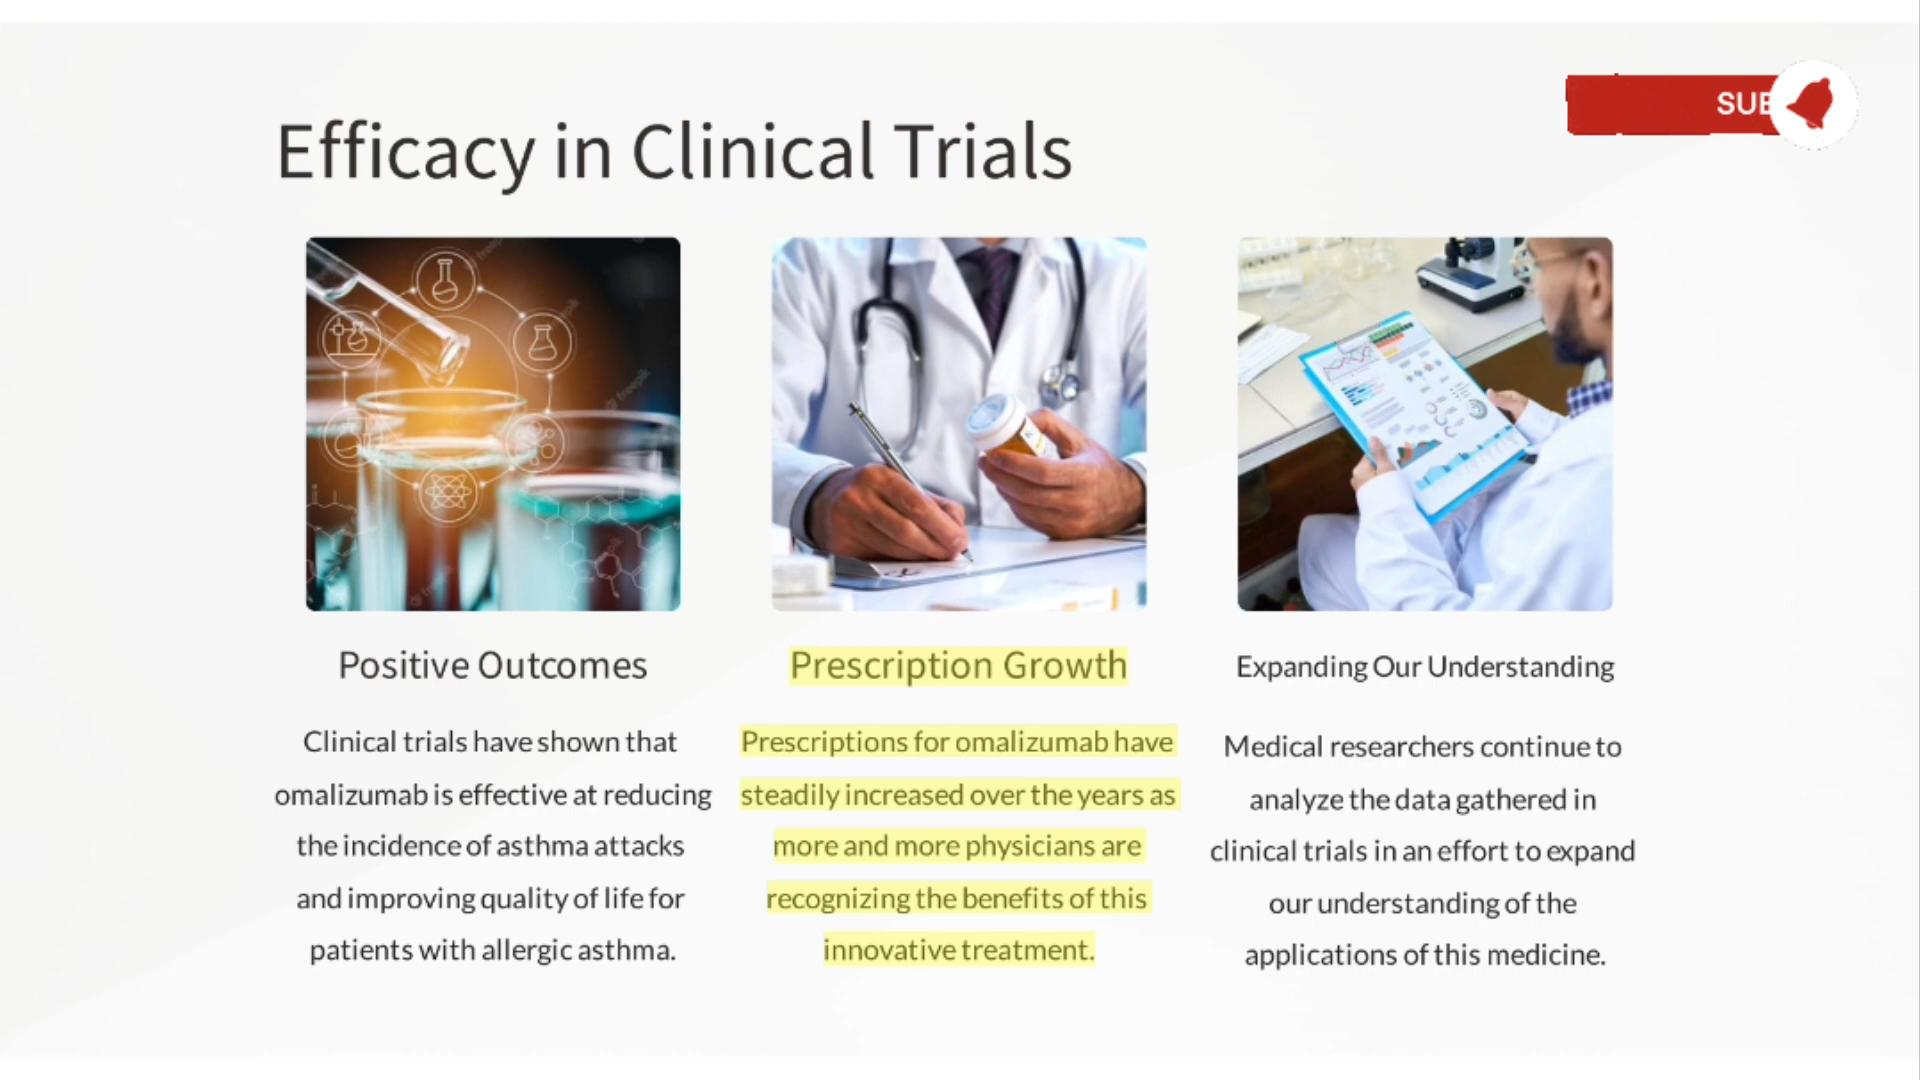 SUB
Efficacy in Clinical Trials
Positive Outcomes
Clinical trials have shown that
omalizumab is effective at reducing
the incidence of asthma attacks
and improving quality of life for
patients with allergic asthma.
Prescription Growth
Prescriptions for omalizumab have
steadily increased over the years as
more and more physicians are
recognizing the benefits of this
innovative treatment.
Expanding Our Understanding
Medical researchers continue to
analyze the data gathered in
clinical trials in an effort to expand
our understanding of the
applications of this medicine.